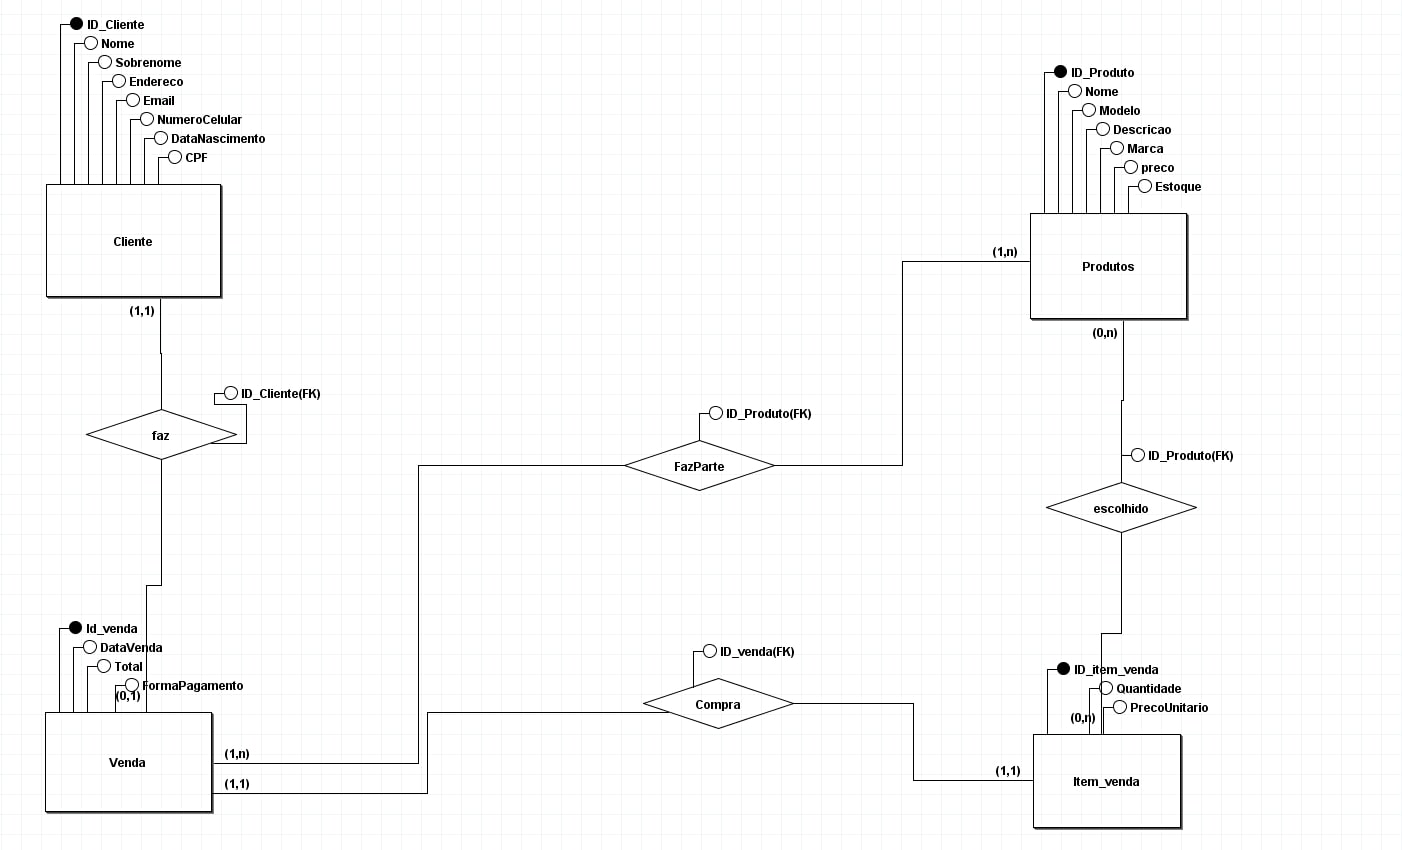 ID_Cliente
Nome
Sobrenome
Endereco
Email
NumeroCelular
DataNascimento
CPF
Cliente
(1,1)
ID_Produto
Nome
Modelo
Descricao
Marca
preco
Estoque
(1,n)
Produtos
(0,n)
ID_Cliente(FK)
faz
ID_Produto(FK)
FazParte
ID_Produto(FK)
escolhido
Id_venda
DataVenda
Total
FormaPagamento
(0,1)
Venda
(1,n)
(1,1)
ID_venda(FK)
Compra
ID_item_venda
Quantidade
PrecoUnitario
(0,n)
(1,1)
Item_venda